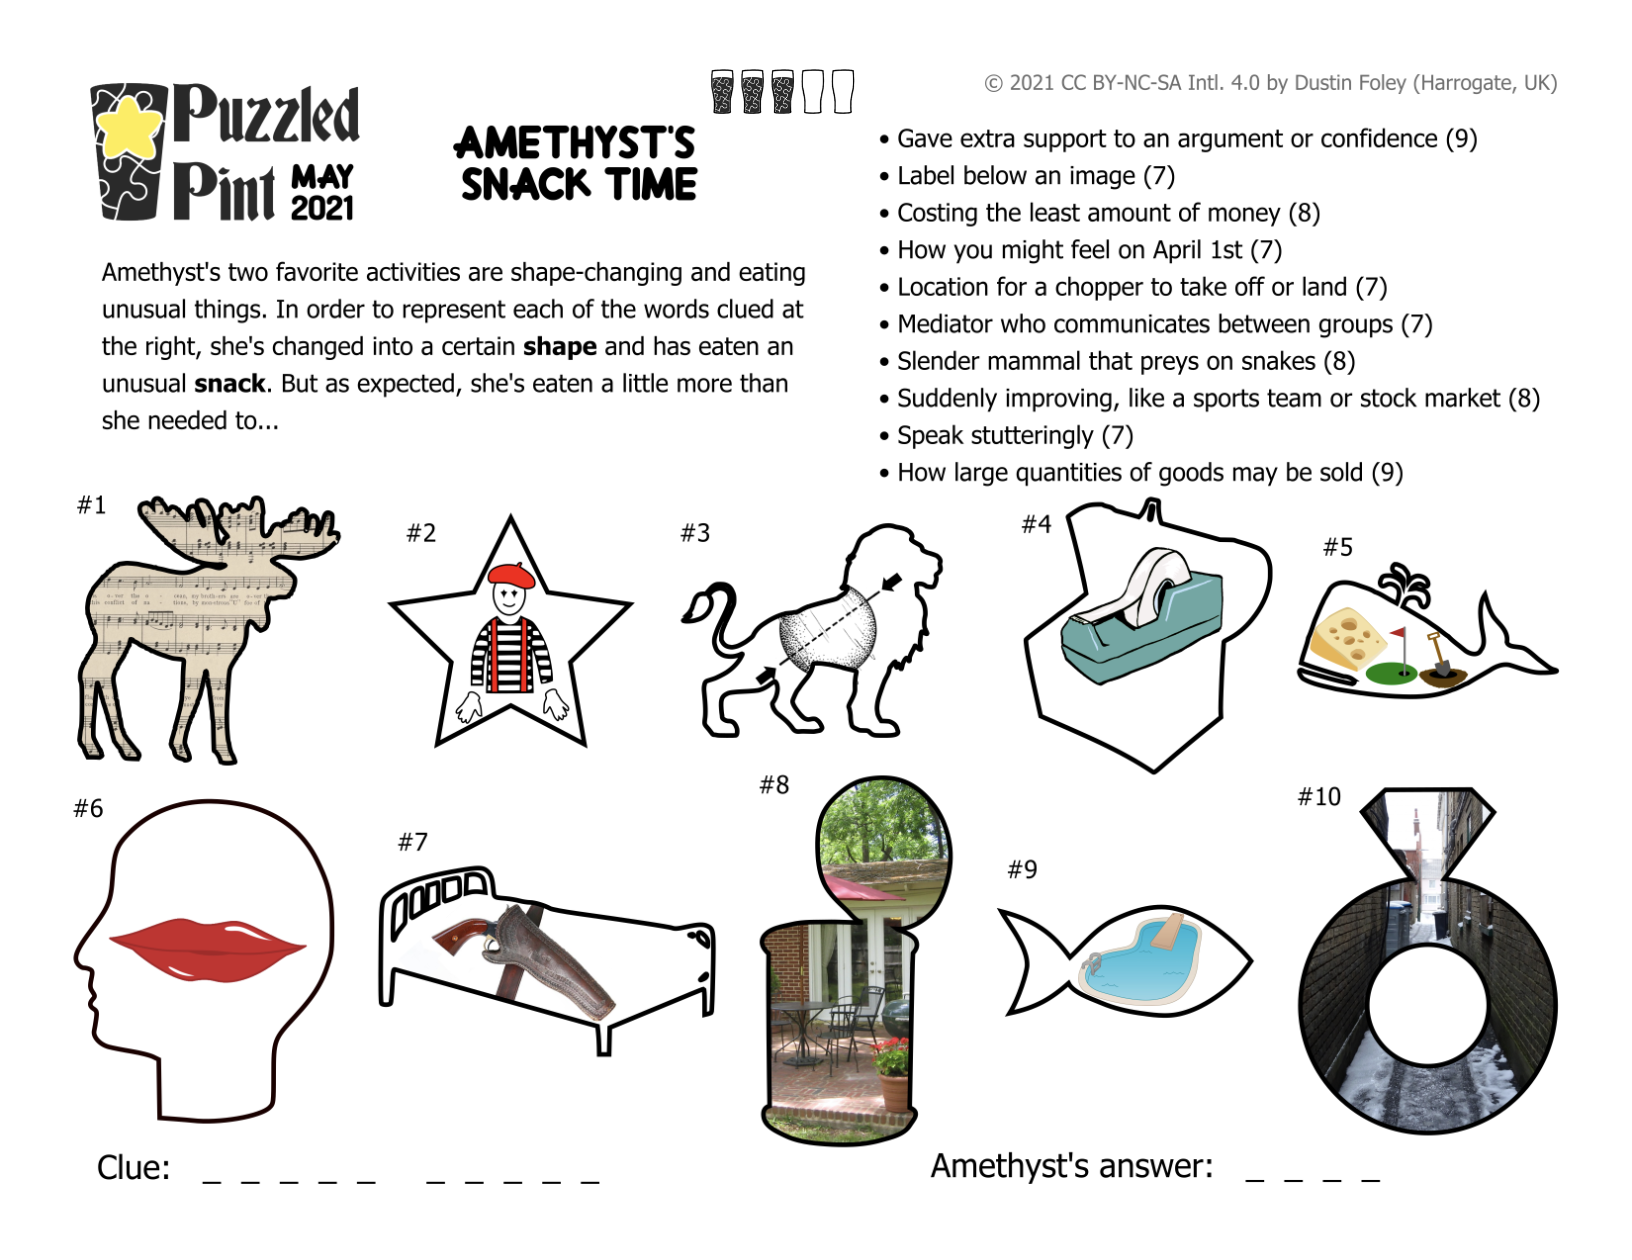 Puzzled
Pint MAY
2021
AMETHYST'S
SNACK TIME
© 2021 CC BY-NC-SA Intl. 4.0 by Dustin Foley (Harrogate, UK)
Amethyst's two favorite activities are shape-changing and eating
unusual things. In order to represent each of the words clued at
the right, she's changed into a certain shape and has eaten an
unusual snack. But as expected, she's eaten a little more than
she needed to...
• Gave extra support to an argument or confidence (9)
• Label below an image (7)
• Costing the least amount of money (8)
• How you might feel on April 1st (7)
• Location for a chopper to take off or land (7)
• Mediator who communicates between groups (7)
• Slender mammal that preys on snakes (8)
• Suddenly improving, like a sports team or stock market (8)
• Speak stutteringly (7)
• How large quantities of goods may be sold (9)
#1
#2
#3
#4
#5
#6
#7
#8
#9
#10
Clue: _ _ _ _ _ _ _ _ _ _
Amethyst's answer: _ _ _ _